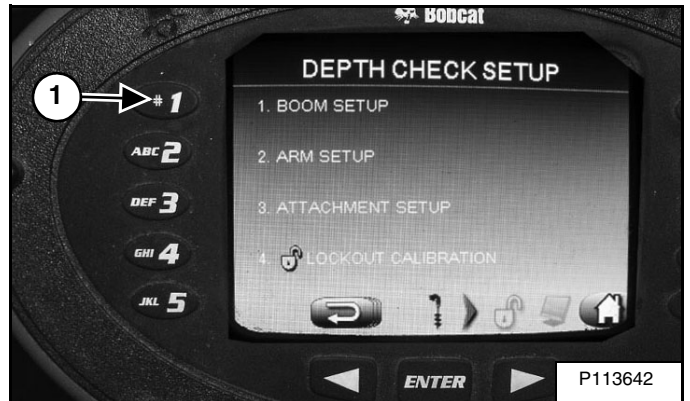 Bobcat
DEPTH CHECK SETUP
1
# 1
1. BOOM SETUP
ABC 2
2. ARM SETUP
DEF 3
3. ATTACHMENT SETUP
GHI 4
4. LOCKOUT CALIBRATION
JKL 5
ENTER
P113642